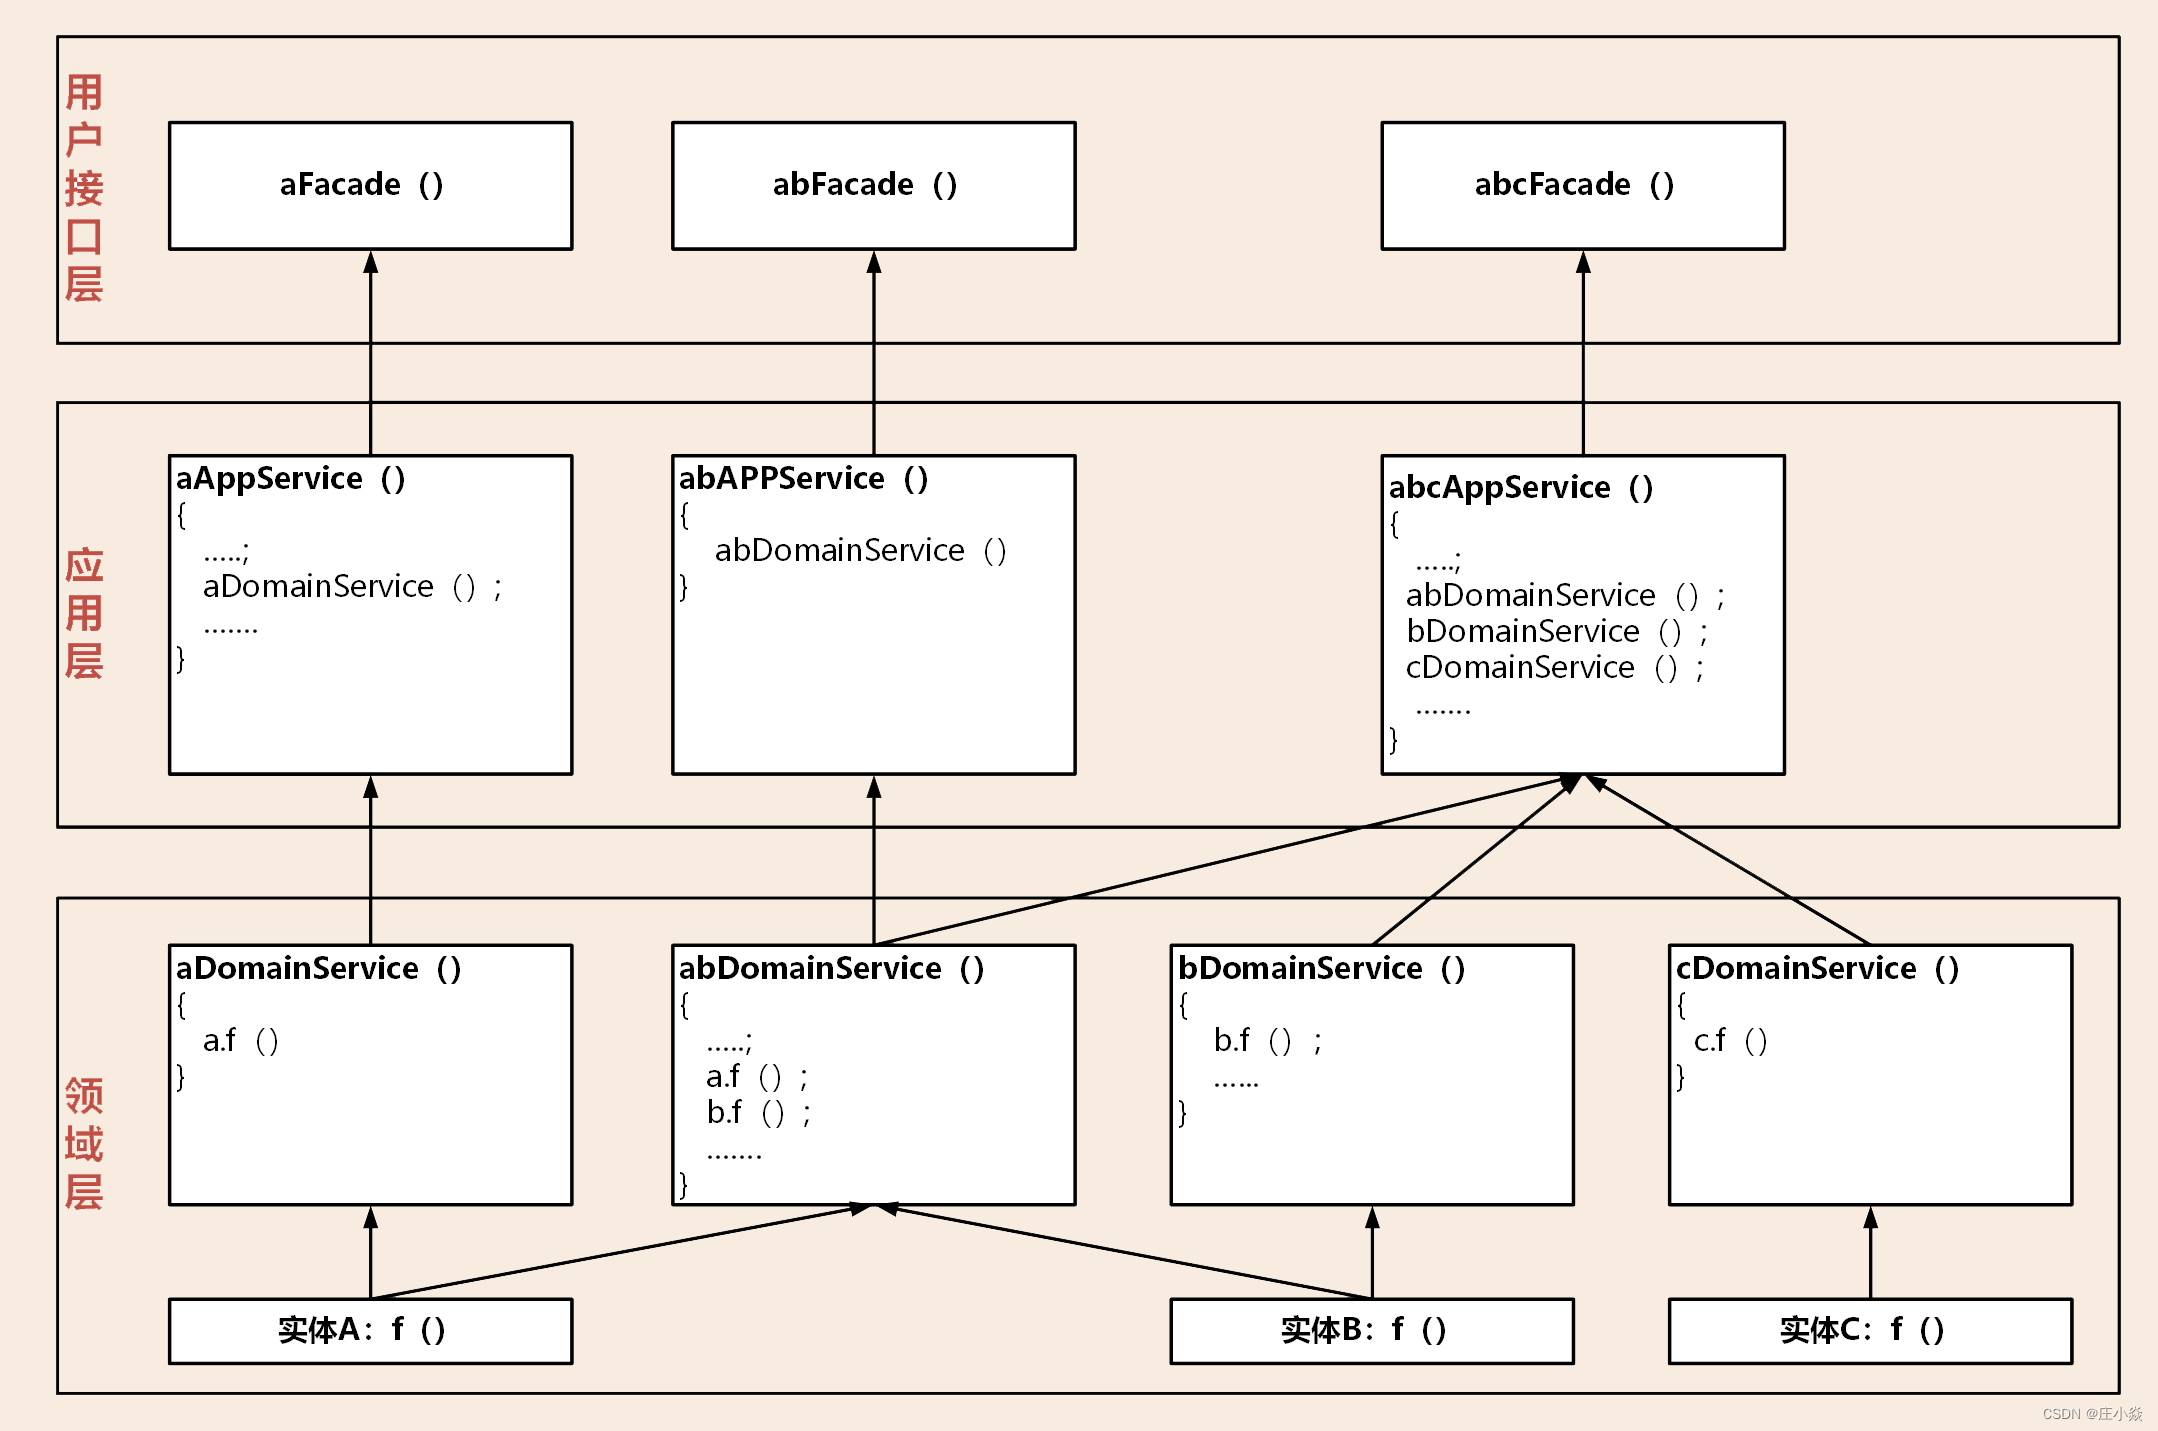 用户接口层
aFacade（）
abFacade（）
abcFacade（）
应用层
aAppService（）
{
.....;
aDomainService（）;
.......
}
abAPPService（）
{
abDomainService（）
}
abcAppService（）
{
.....;
abDomainService（）;
bDomainService（）;
cDomainService（）;
.......
}
领域层
aDomainService（）
{
a.f（）
}
abDomainService（）
{
.....;
a.f（）;
b.f（）;
.......
}
bDomainService（）
{
b.f（）;
......
}
cDomainService（）
{
c.f（）
}
实体A：f（）
实体B：f（）
实体C：f（）
CSDN @庄小焱